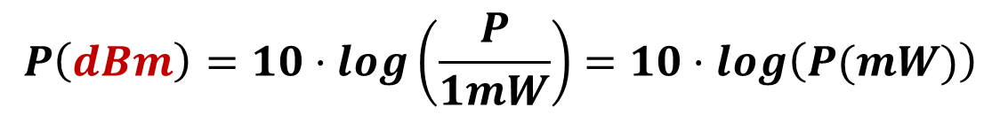 P(dBm) = 10 · log(P/1mW) = 10 · log(P(mW))